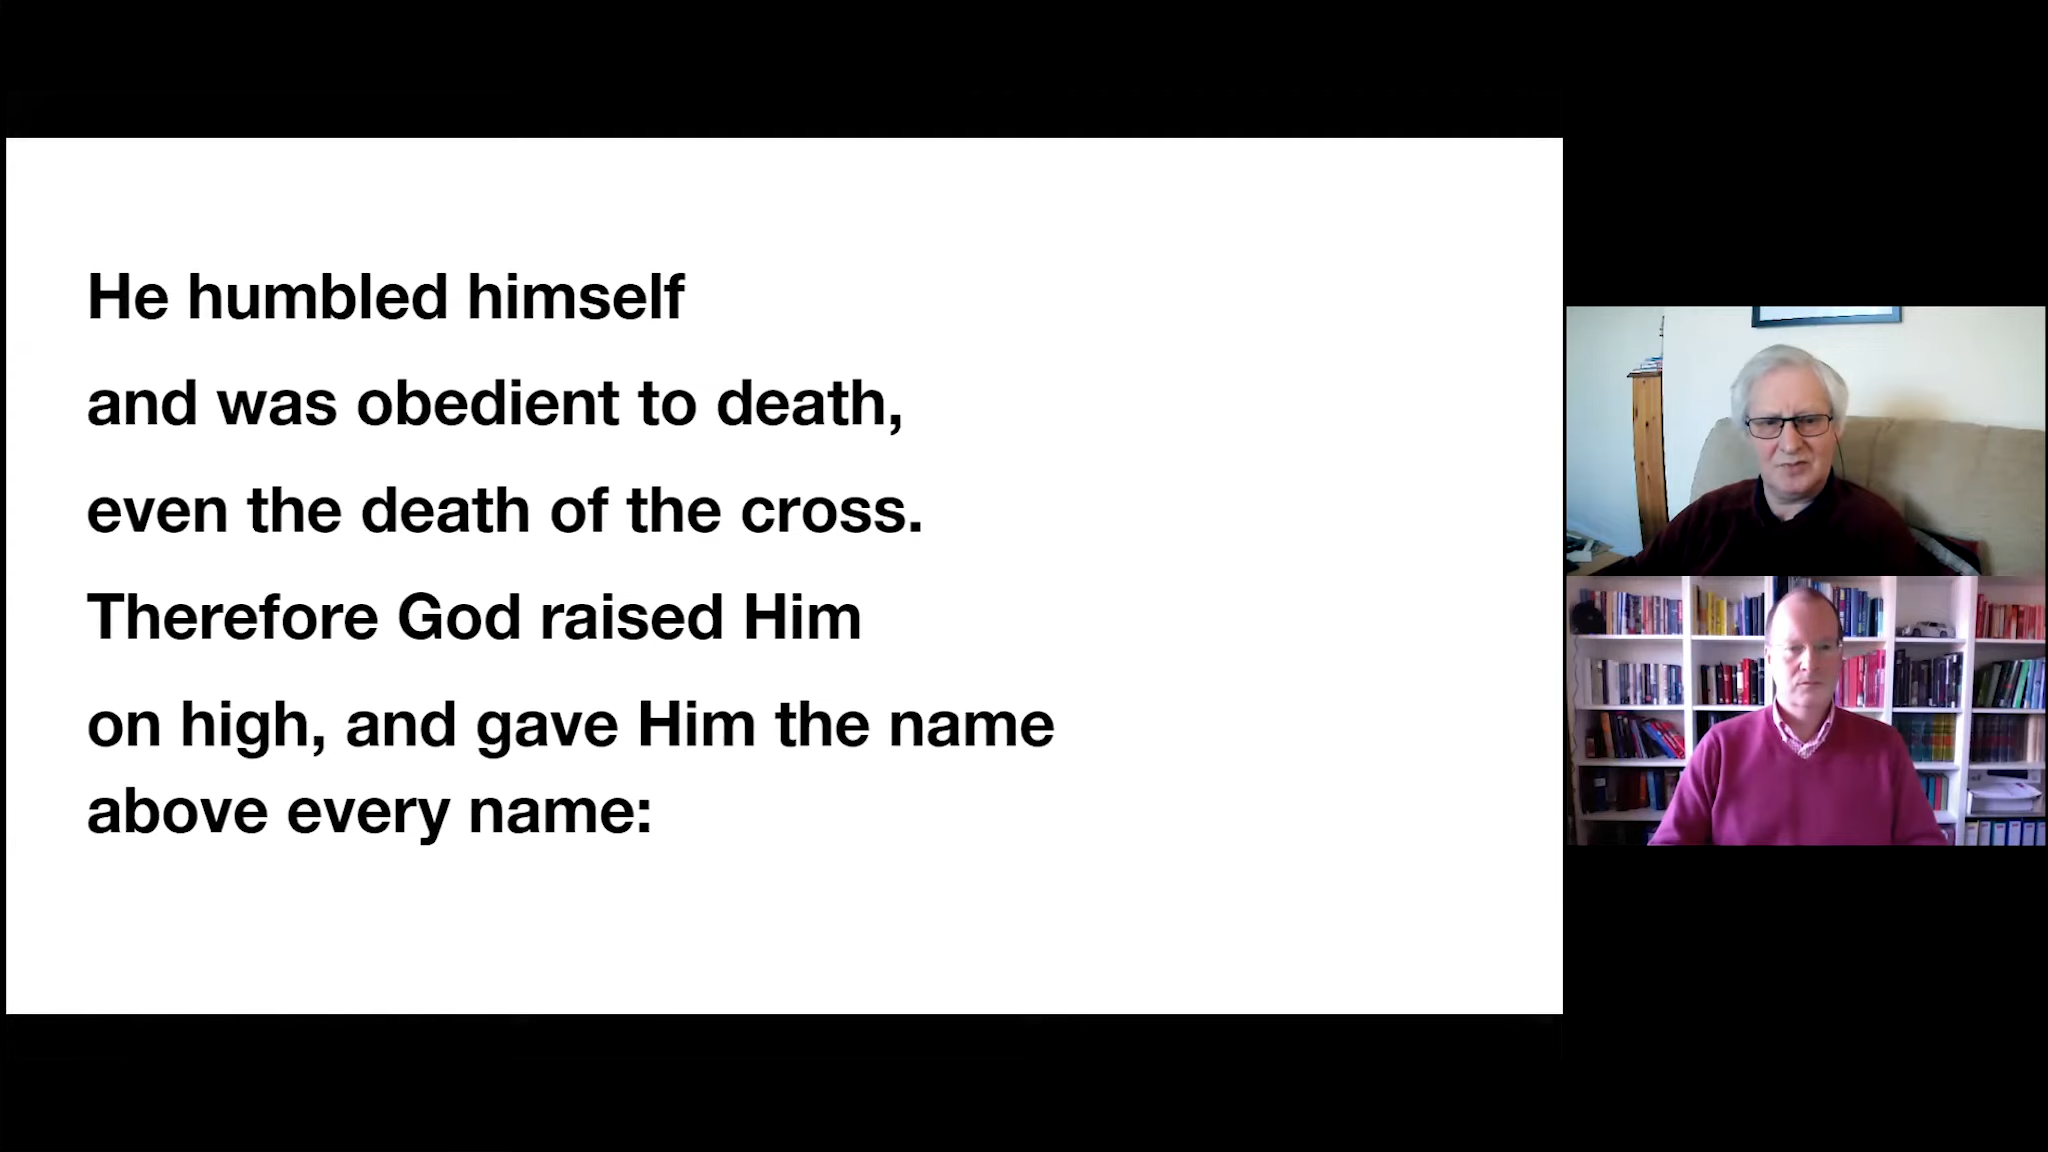 He humbled himself
and was obedient to death,
even the death of the cross.
Therefore God raised Him
on high, and gave Him the name
above every name: